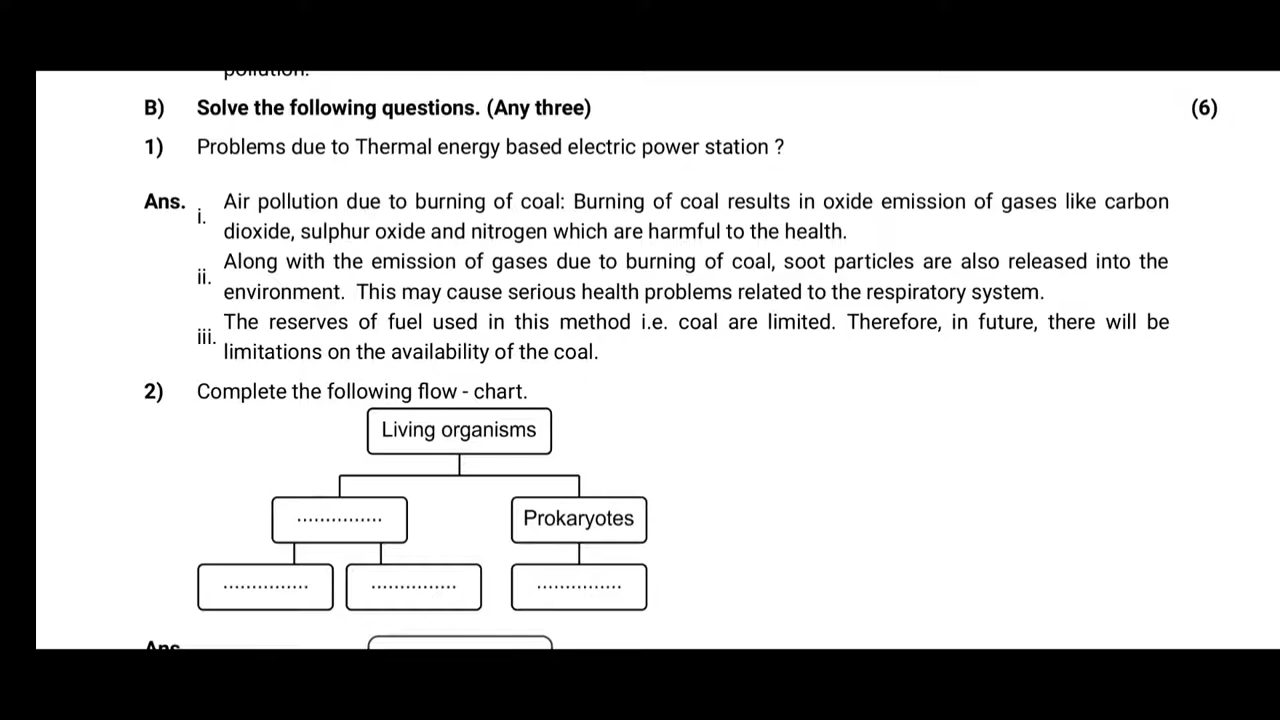 pollution.
B) Solve the following questions. (Any three) (6)
1) Problems due to Thermal energy based electric power station ?
Ans. i. Air pollution due to burning of coal: Burning of coal results in oxide emission of gases like carbon
dioxide, sulphur oxide and nitrogen which are harmful to the health.
ii. Along with the emission of gases due to burning of coal, soot particles are also released into the
environment. This may cause serious health problems related to the respiratory system.
iii. The reserves of fuel used in this method i.e. coal are limited. Therefore, in future, there will be
limitations on the availability of the coal.
2) Complete the following flow - chart.
Living organisms
............... Prokaryotes
............... ............... ...............
Ans